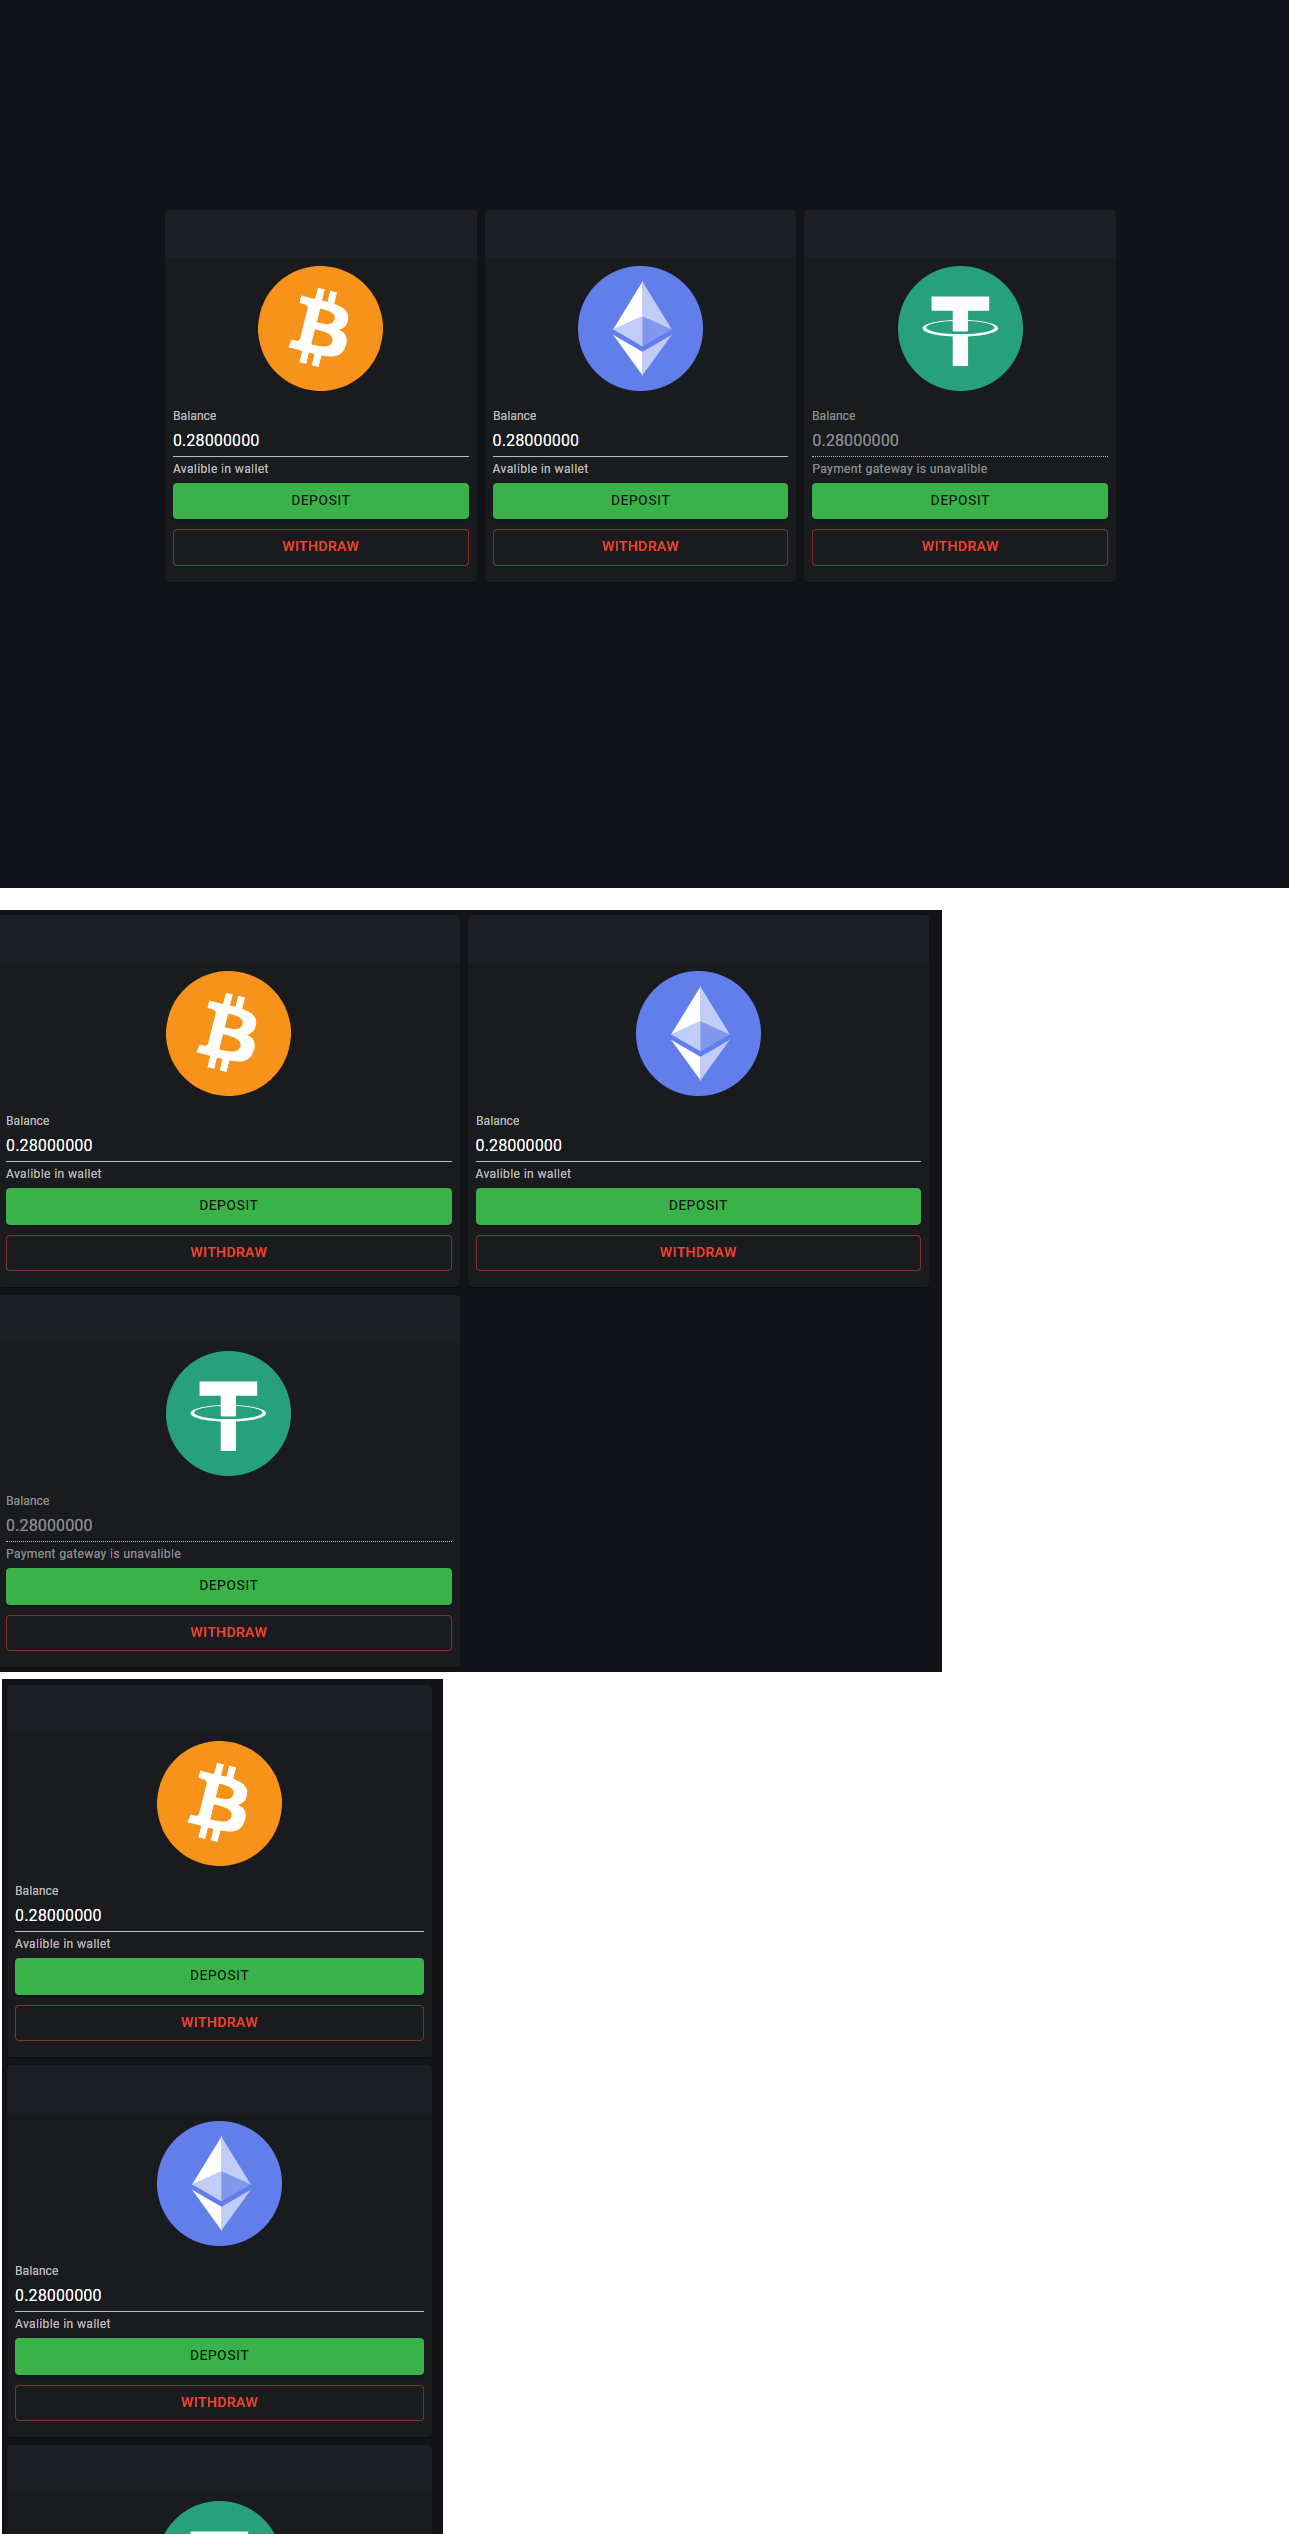 Balance
0.28000000
Avalible in wallet
DEPOSIT
WITHDRAW
Balance
0.28000000
Avalible in wallet
DEPOSIT
WITHDRAW
Balance
0.28000000
Payment gateway is unavalible
DEPOSIT
WITHDRAW
Balance
0.28000000
Avalible in wallet
DEPOSIT
WITHDRAW
Balance
0.28000000
Avalible in wallet
DEPOSIT
WITHDRAW
Balance
0.28000000
Payment gateway is unavalible
DEPOSIT
WITHDRAW
Balance
0.28000000
Avalible in wallet
DEPOSIT
WITHDRAW
Balance
0.28000000
Avalible in wallet
DEPOSIT
WITHDRAW